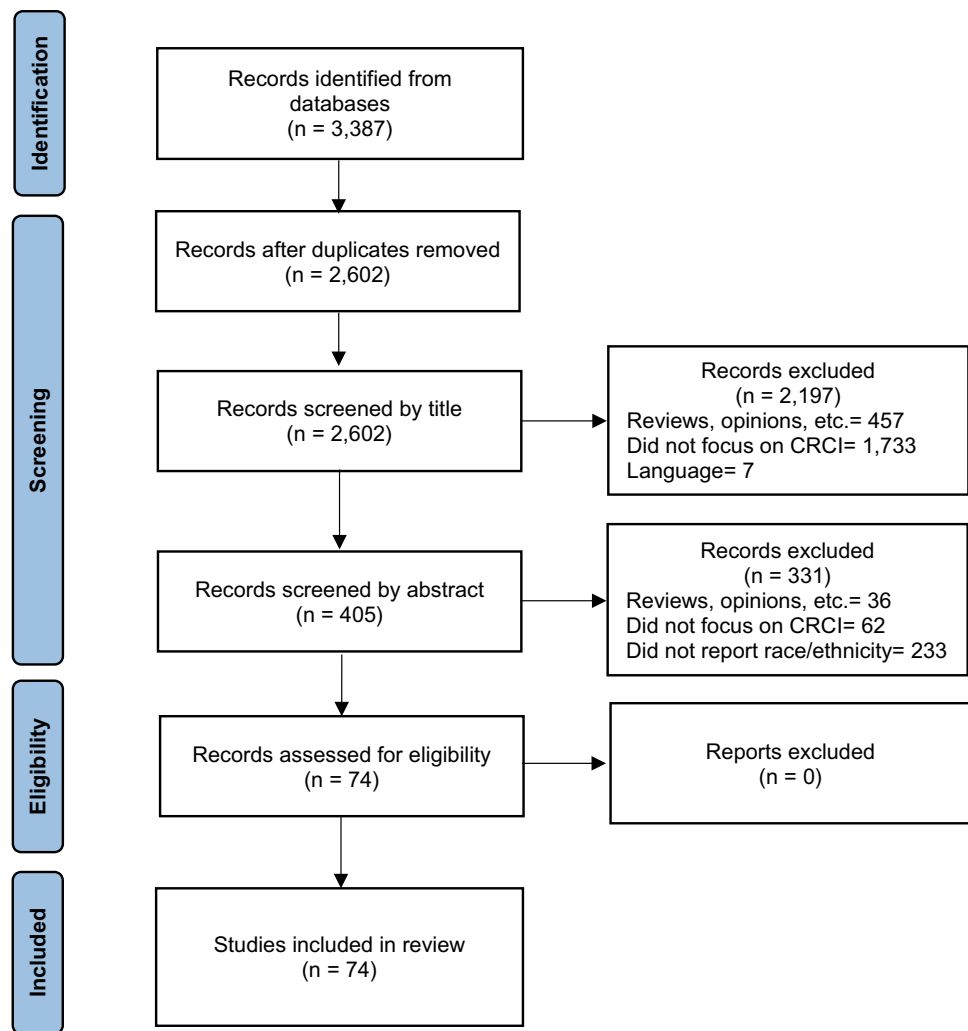 Identification
Records identified from
databases
(n = 3,387)
Screening
Records after duplicates removed
(n = 2,602)
Records screened by title
(n = 2,602)
Records excluded
(n = 2,197)
Reviews, opinions, etc.= 457
Did not focus on CRCI= 1,733
Language= 7
Records screened by abstract
(n = 405)
Records excluded
(n = 331)
Reviews, opinions, etc.= 36
Did not focus on CRCI= 62
Did not report race/ethnicity= 233
Eligibility
Records assessed for eligibility
(n = 74)
Reports excluded
(n = 0)
Included
Studies included in review
(n = 74)